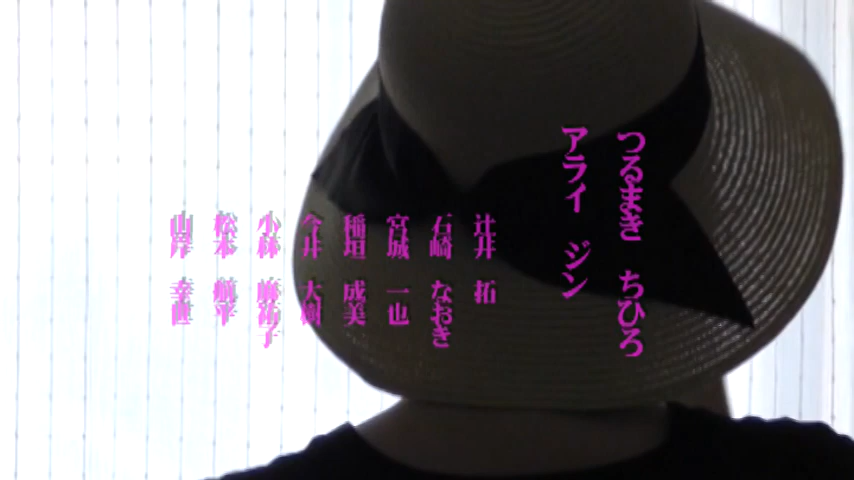 つるまき ちひろ
アライ ジン
辻井 拓
石崎 なおき
宮城 一也
稲垣 成美
今井 大樹
小林 麻祐子
松本 航平
山岸 幸直